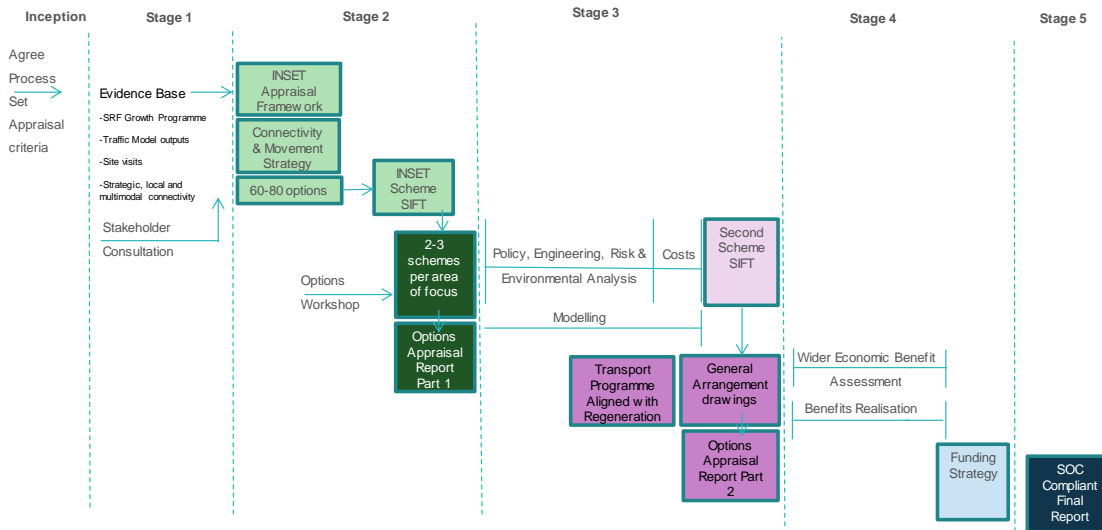 Inception
Stage 1
Stage 2
Stage 3
Stage 4
Stage 5
Agree
Process
Set
Appraisal
criteria
Evidence Base
-SRF Growth Programme
-Traffic Model outputs
-Site visits
-Strategic, local and
multimodal connectivity
Stakeholder
Consultation
INSET
Appraisal
Framework
Connectivity
& Movement
Strategy
60-80 options
INSET
Scheme
SIFT
2-3
schemes
per area
of focus
Options
Workshop
Options
Appraisal
Report
Part 1
Policy, Engineering, Risk &
Environmental Analysis
Costs
Second
Scheme
SIFT
Modelling
Transport
Programme
Aligned with
Regeneration
General
Arrangement
drawings
Options
Appraisal
Report Part
2
Wider Economic Benefit
Assessment
Benefits Realisation
Funding
Strategy
SOC
Compliant
Final
Report